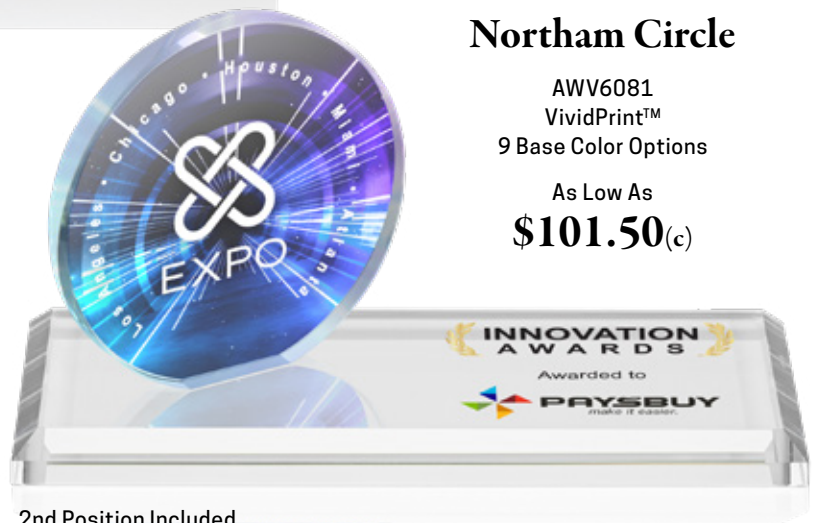 Northam Circle
AWV6081
VividPrint™
9 Base Color Options
As Low As
$101.50(c)
Los Angeles • Chicago • Houston • Miami • Atlanta
EXPO
INNOVATION
AWARDS
Awarded to
PAYSBUY
make it easier.
2nd Position Included